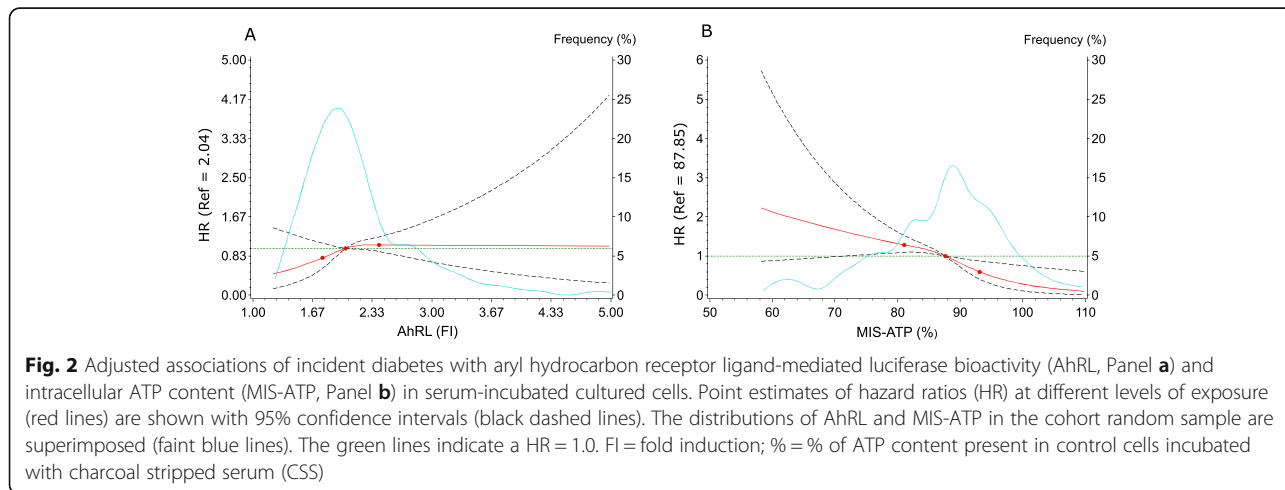 A
Frequency (%)
5.00
4.17
3.33
2.50
1.67
0.83
0.00
HR (Ref = 2.04)
30
25
20
15
10
5
0
1.00 1.67 2.33 3.00 3.67 4.33 5.00
AhRL (FI)
B
Frequency (%)
6
5
4
3
2
1
0
HR (Ref = 87.85)
30
25
20
15
10
5
0
50 60 70 80 90 100 110
MIS-ATP (%)
Fig. 2 Adjusted associations of incident diabetes with aryl hydrocarbon receptor ligand-mediated luciferase bioactivity (AhRL, Panel a) and
intracellular ATP content (MIS-ATP, Panel b) in serum-incubated cultured cells. Point estimates of hazard ratios (HR) at different levels of exposure
(red lines) are shown with 95% confidence intervals (black dashed lines). The distributions of AhRL and MIS-ATP in the cohort random sample are
superimposed (faint blue lines). The green lines indicate a HR = 1.0. FI = fold induction; % = % of ATP content present in control cells incubated
with charcoal stripped serum (CSS)